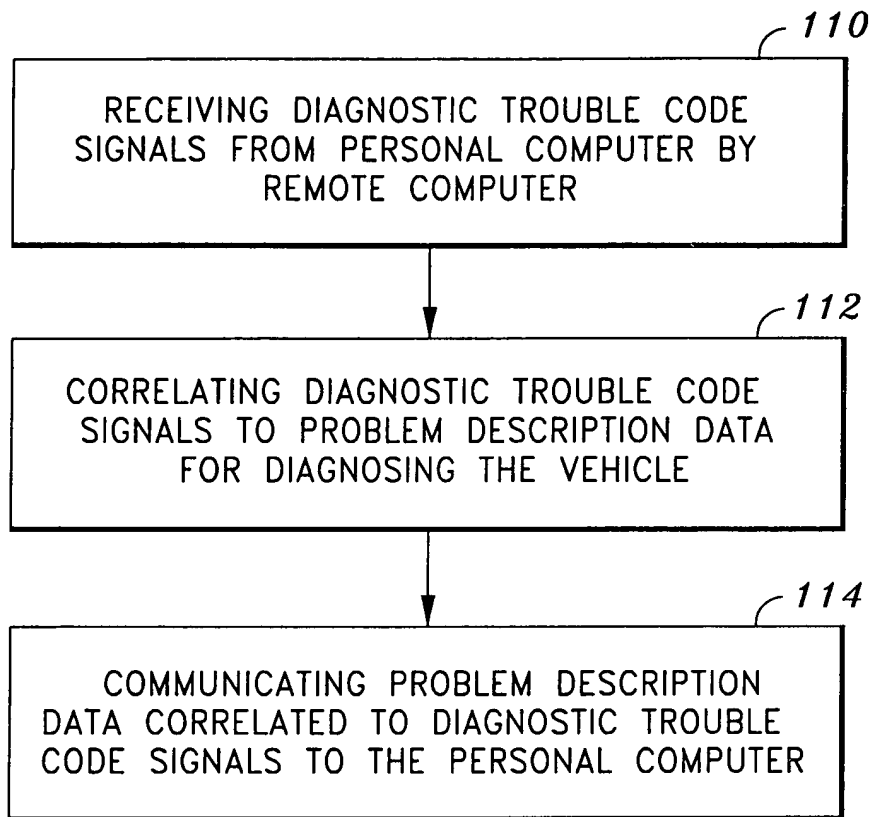 110
RECEIVING DIAGNOSTIC TROUBLE CODE
SIGNALS FROM PERSONAL COMPUTER BY
REMOTE COMPUTER
112
CORRELATING DIAGNOSTIC TROUBLE CODE
SIGNALS TO PROBLEM DESCRIPTION DATA
FOR DIAGNOSING THE VEHICLE
114
COMMUNICATING PROBLEM DESCRIPTION
DATA CORRELATED TO DIAGNOSTIC TROUBLE
CODE SIGNALS TO THE PERSONAL COMPUTER